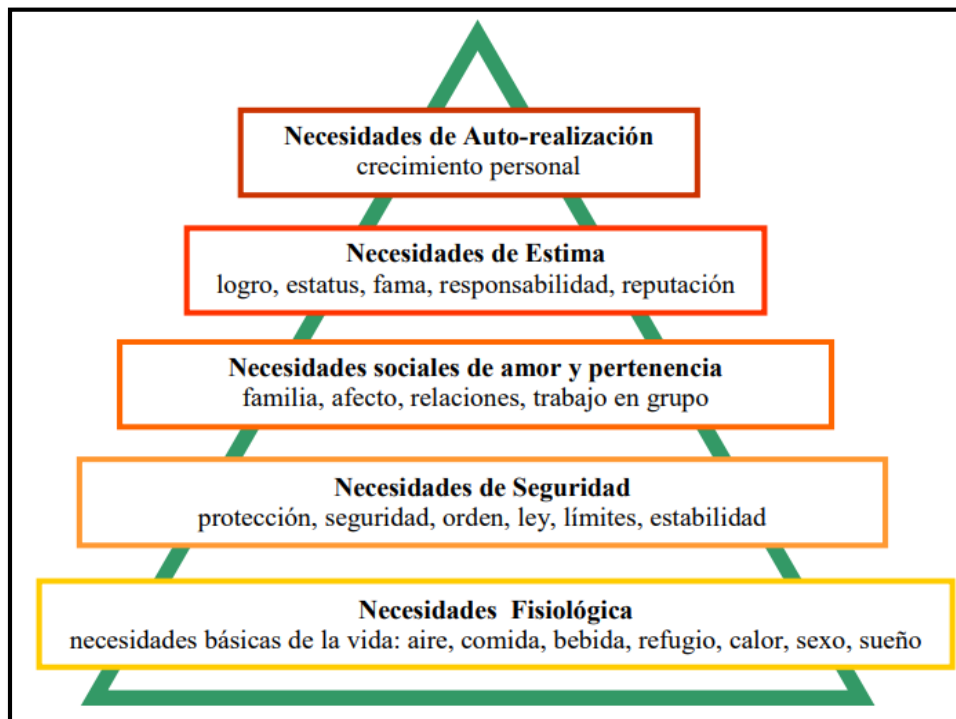 Necesidades de Auto-realización
crecimiento personal
Necesidades de Estima
logro, estatus, fama, responsabilidad, reputación
Necesidades sociales de amor y pertenencia
familia, afecto, relaciones, trabajo en grupo
Necesidades de Seguridad
protección, seguridad, orden, ley, límites, estabilidad
Necesidades Fisiológica
necesidades básicas de la vida: aire, comida, bebida, refugio, calor, sexo, sueño